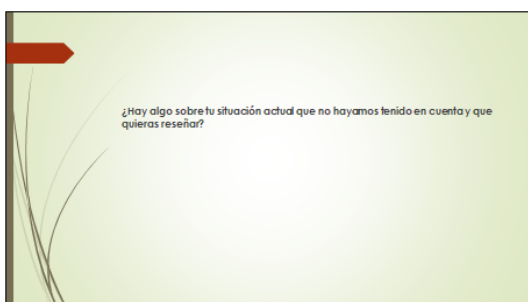 ¿Hay algo sobre tu situación actual que no hayamos tenido en cuenta y que
quieras reseñar?